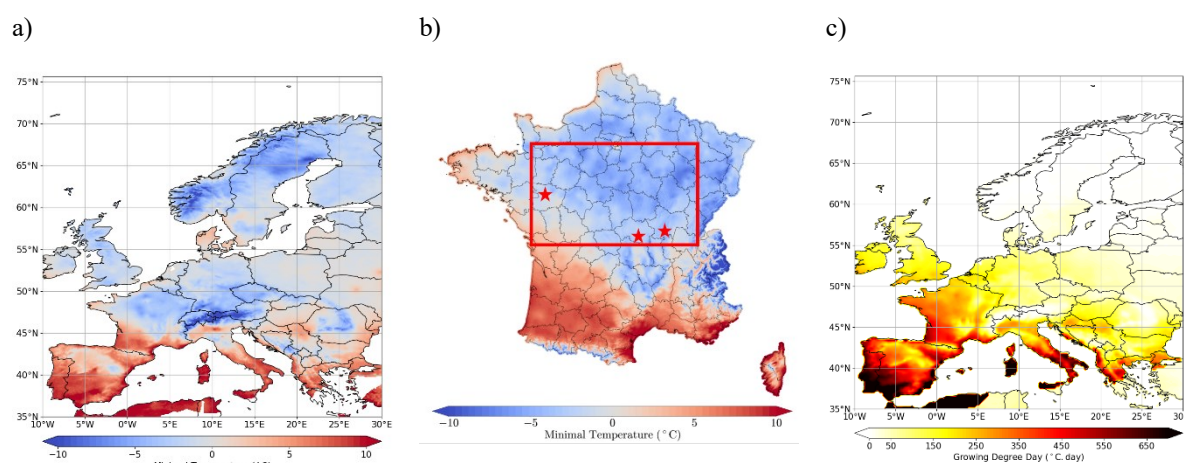 a)
b)
c)
75°N
70°N
65°N
60°N
55°N
50°N
45°N
40°N
35°N
10°W 5°W 0°W 5°E 10°E 15°E 20°E 25°E 30°E
−10 −5 0 5 10
−10 −5 0 5 10
Minimal Temperature (°C)
75°N
70°N
65°N
60°N
55°N
50°N
45°N
40°N
35°N
10°W 5°W 0°W 5°E 10°E 15°E 20°E 25°E 30°E
0 50 150 250 350 450 550 650
Growing Degree Day (°C. day)